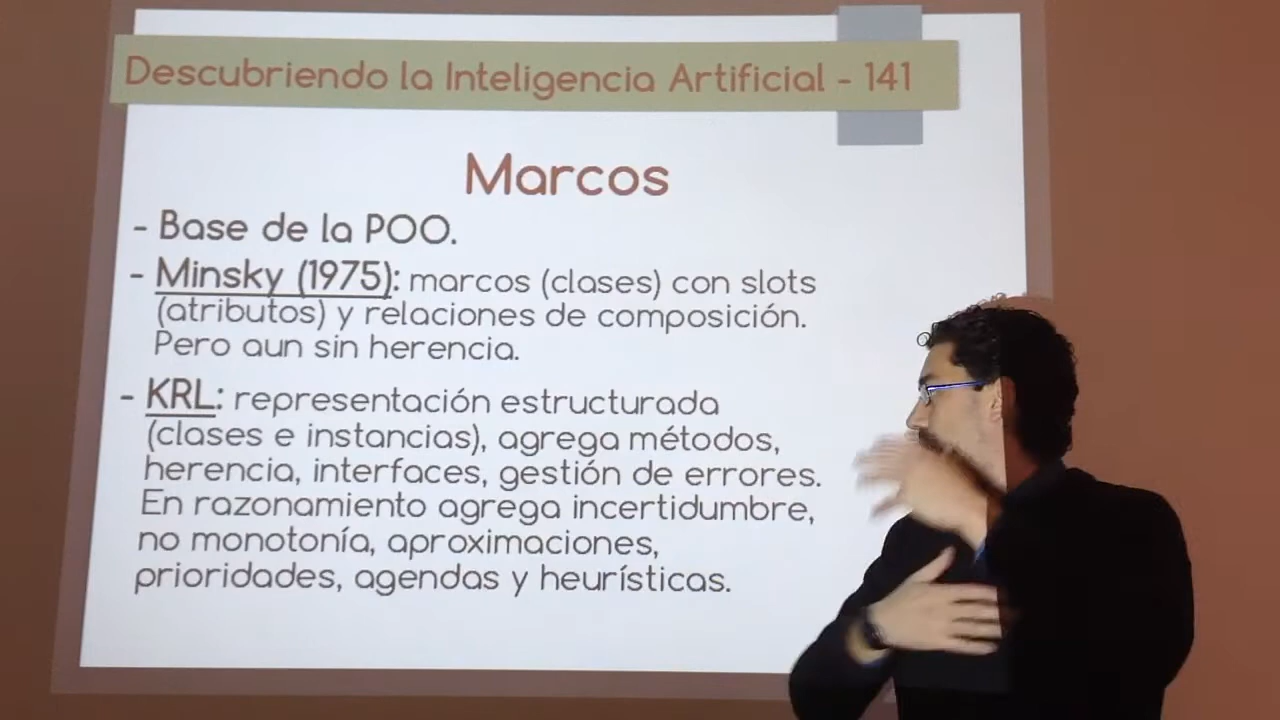 Descubriendo la Inteligencia Artificial - 141
Marcos
- Base de la POO.
- Minsky (1975): marcos (clases) con slots
(atributos) y relaciones de composición.
Pero aun sin herencia.
- KRL: representación estructurada
(clases e instancias), agrega métodos,
herencia, interfaces, gestión de errores.
En razonamiento agrega incertidumbre,
no monotonía, aproximaciones,
prioridades, agendas y heurísticas.